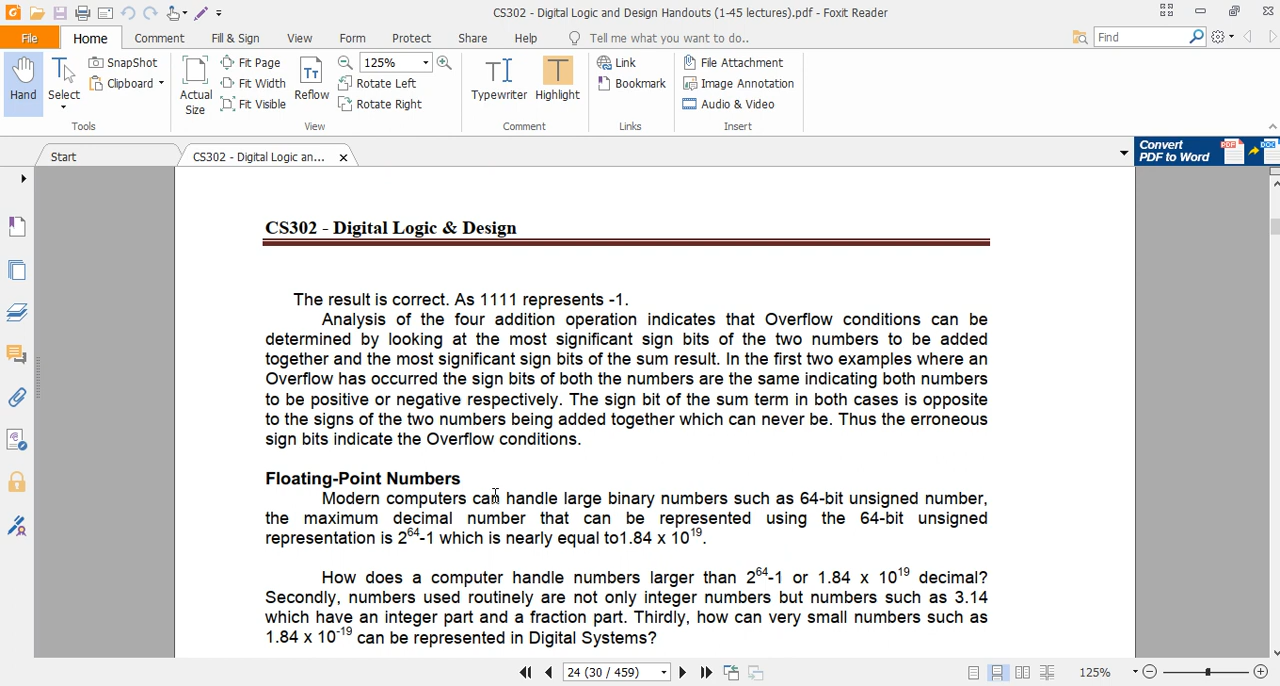 CS302 - Digital Logic and Design Handouts (1-45 lectures).pdf - Foxit Reader
File Home Comment Fill & Sign View Form Protect Share Help Tell me what you want to do.. Find
Hand
Select
SnapShot
Clipboard
Tools
Actual Size
Fit Page
Fit Width
Fit Visible
Reflow
125%
Rotate Left
Rotate Right
View
Typewriter
Highlight
Comment
Link
Bookmark
Links
File Attachment
Image Annotation
Audio & Video
Insert
Start
CS302 - Digital Logic an...
Convert
PDF to Word
PDF
DOC
CS302 - Digital Logic & Design
The result is correct. As 1111 represents -1.
Analysis of the four addition operation indicates that Overflow conditions can be
determined by looking at the most significant sign bits of the two numbers to be added
together and the most significant sign bits of the sum result. In the first two examples where an
Overflow has occurred the sign bits of both the numbers are the same indicating both numbers
to be positive or negative respectively. The sign bit of the sum term in both cases is opposite
to the signs of the two numbers being added together which can never be. Thus the erroneous
sign bits indicate the Overflow conditions.
Floating-Point Numbers
Modern computers can handle large binary numbers such as 64-bit unsigned number,
the maximum decimal number that can be represented using the 64-bit unsigned
representation is 2⁶⁴-1 which is nearly equal to1.84 x 10¹⁹.
How does a computer handle numbers larger than 2⁶⁴-1 or 1.84 x 10¹⁹ decimal?
Secondly, numbers used routinely are not only integer numbers but numbers such as 3.14
which have an integer part and a fraction part. Thirdly, how can very small numbers such as
1.84 x 10⁻¹⁹ can be represented in Digital Systems?
24 (30 / 459)
125%